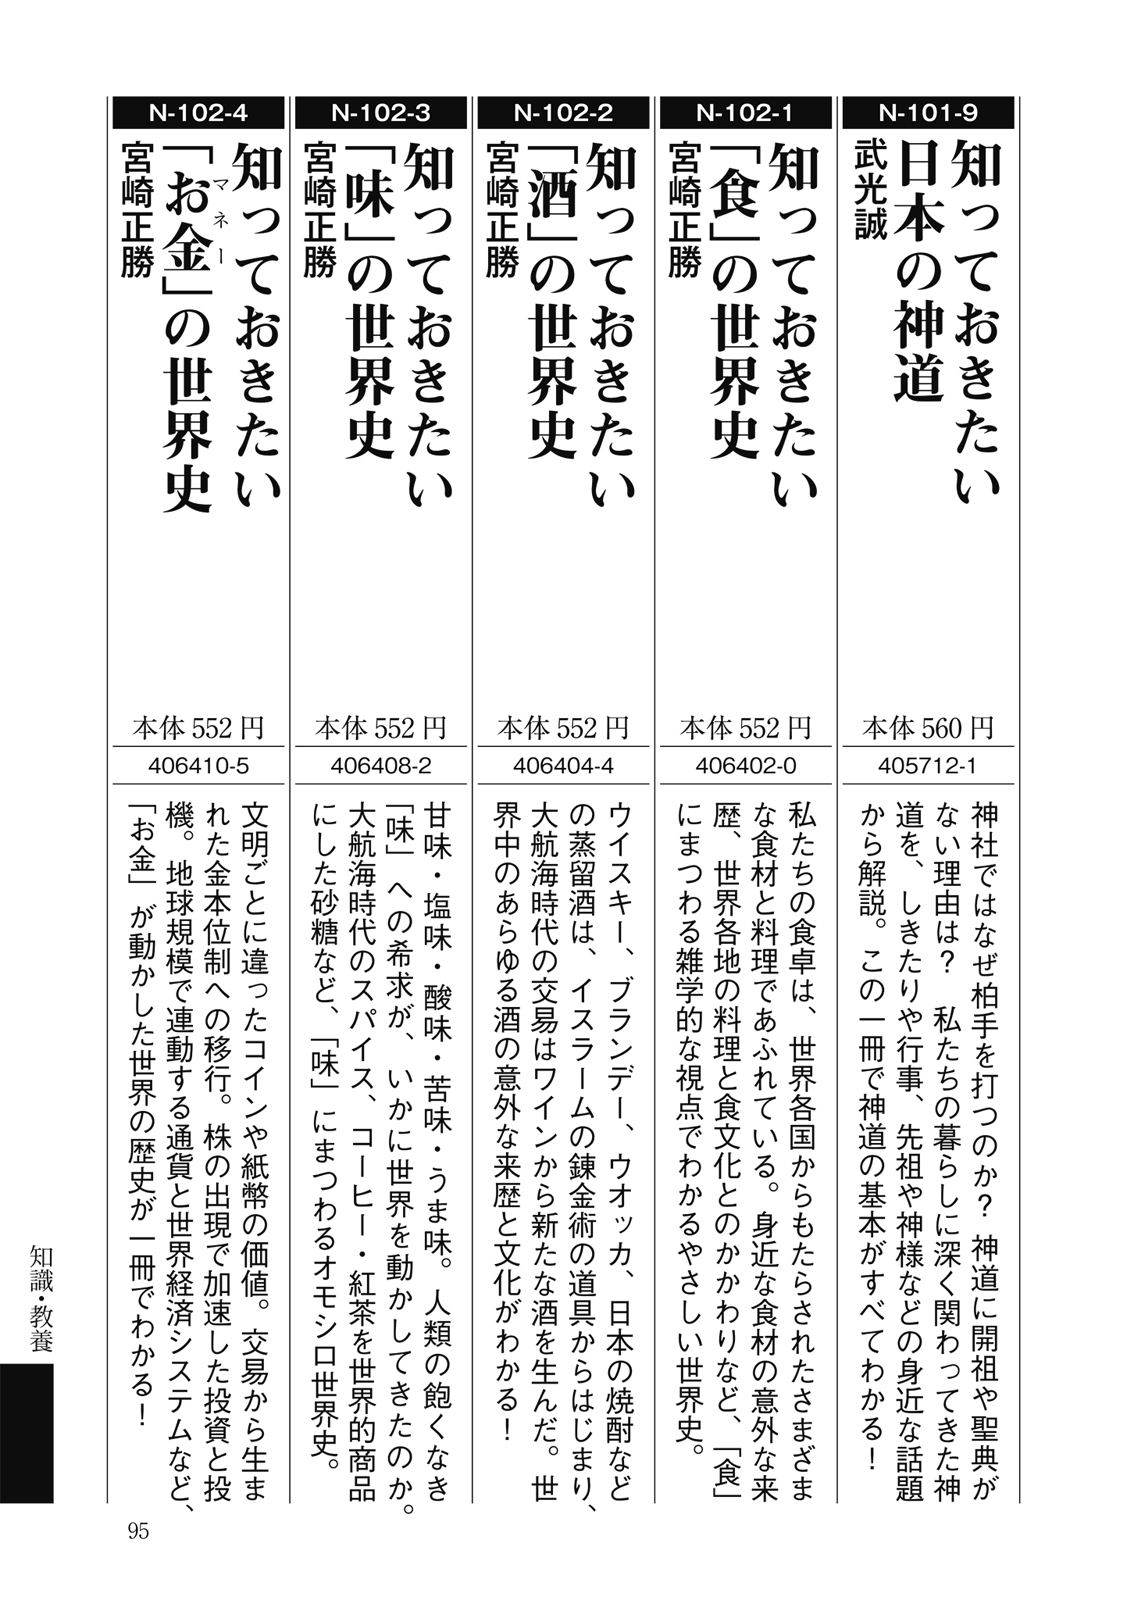 N-101-9
知っておきたい
日本の神道
武光誠
本体560円
405712-1
神社ではなぜ柏手を打つのか？ 神道に開祖や聖典が
ない理由は？ 私たちの暮らしに深く関わってきた神
道を、しきたりや行事、先祖や神様などの身近な話題
から解説。この一冊で神道の基本がすべてわかる！
N-102-1
知っておきたい
「食」の世界史
宮崎正勝
本体552円
406402-0
私たちの食卓は、世界各国からもたらされたさまざま
な食材と料理であふれている。身近な食材の意外な来
歴、世界各地の料理と食文化とのかかわりなど、「食」
にまつわる雑学的な視点でわかるやさしい世界史。
N-102-2
知っておきたい
「酒」の世界史
宮崎正勝
本体552円
406404-4
ウイスキー、ブランデー、ウオッカ、日本の焼酎など
の蒸留酒は、イスラームの錬金術の道具からはじまり、
大航海時代の交易はワインから新たな酒を生んだ。世
界中のあらゆる酒の意外な来歴と文化がわかる！
N-102-3
知っておきたい
「味」の世界史
宮崎正勝
本体552円
406408-2
甘味・塩味・酸味・苦味・うま味。人類の飽くなき
「味」への希求が、いかに世界を動かしてきたのか。
大航海時代のスパイス、コーヒー・紅茶を世界的商品
にした砂糖など、「味」にまつわるオモシロ世界史。
N-102-4
知っておきたい
マネー
「お金」の世界史
宮崎正勝
本体552円
406410-5
文明ごとに違ったコインや紙幣の価値。交易から生ま
れた金本位制への移行。株の出現で加速した投資と投
機。地球規模で連動する通貨と世界経済システムなど、
「お金」が動かした世界の歴史が一冊でわかる！
知識・教養
95